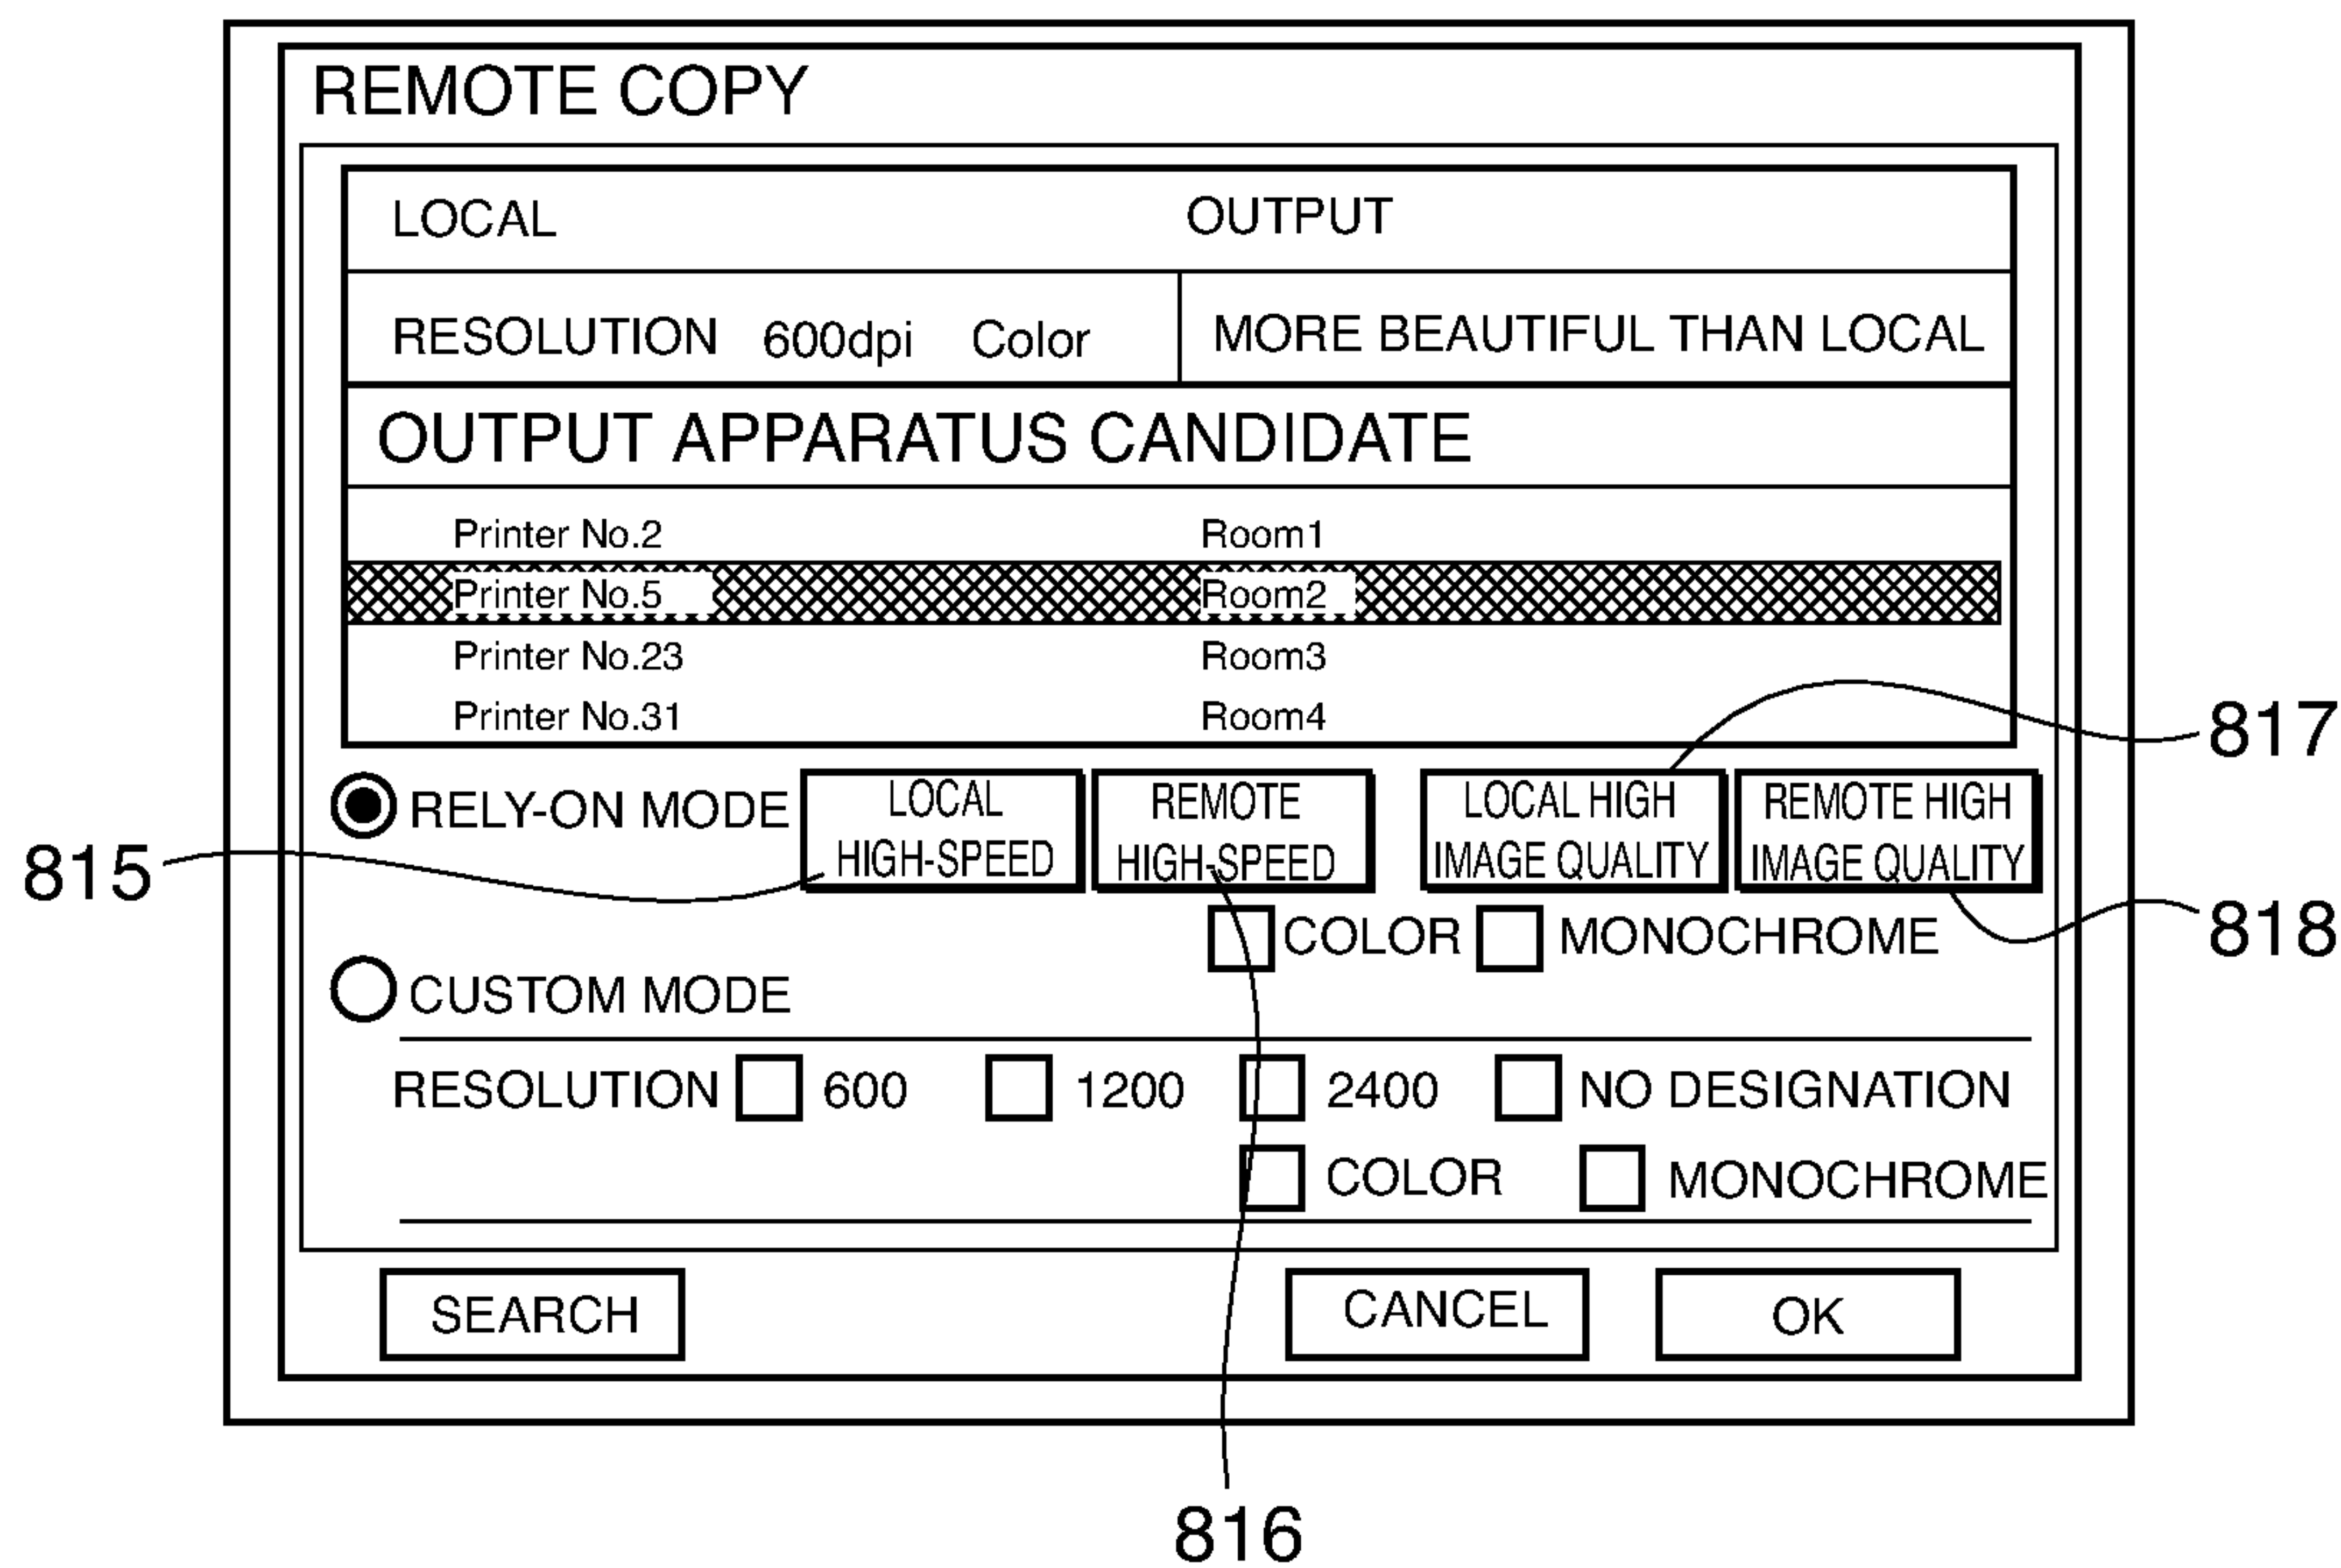 REMOTE COPY
LOCAL OUTPUT
RESOLUTION 600dpi Color MORE BEAUTIFUL THAN LOCAL
OUTPUT APPARATUS CANDIDATE
Printer No.2 Room1
Printer No.5 Room2
Printer No.23 Room3
Printer No.31 Room4
817
RELY-ON MODE
LOCAL
HIGH-SPEED
REMOTE
HIGH-SPEED
LOCAL HIGH
IMAGE QUALITY
REMOTE HIGH
IMAGE QUALITY
815
818
COLOR MONOCHROME
CUSTOM MODE
RESOLUTION 600 1200 2400 NO DESIGNATION
COLOR MONOCHROME
SEARCH CANCEL OK
816